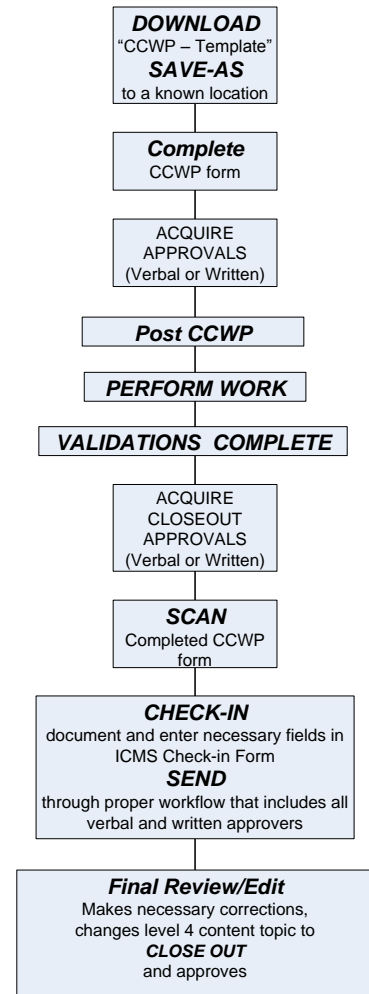 DOWNLOAD
“CCWP – Template”
SAVE-AS
to a known location
Complete
CCWP form
ACQUIRE
APPROVALS
(Verbal or Written)
Post CCWP
PERFORM WORK
VALIDATIONS COMPLETE
ACQUIRE
CLOSEOUT
APPROVALS
(Verbal or Written)
SCAN
Completed CCWP
form
CHECK-IN
document and enter necessary fields in
ICMS Check-in Form
SEND
through proper workflow that includes all
verbal and written approvers
Final Review/Edit
Makes necessary corrections,
changes level 4 content topic to
CLOSE OUT
and approves